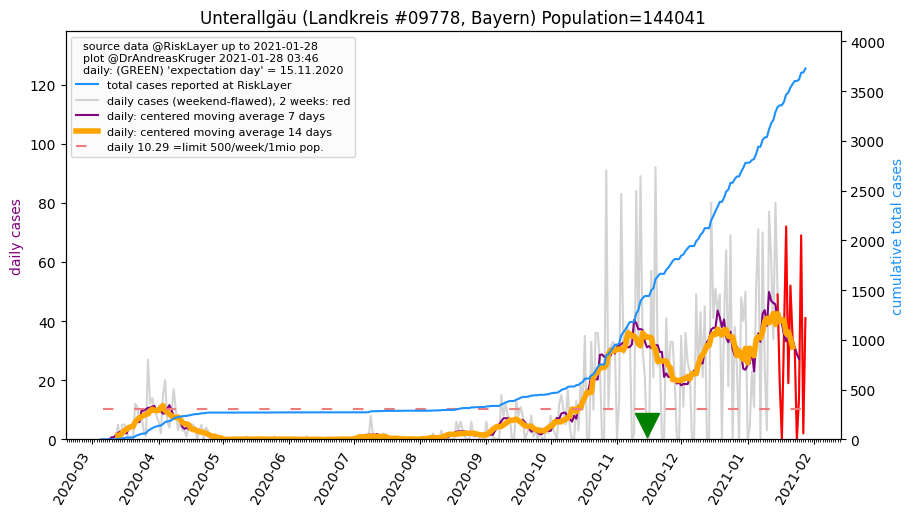 Unterallgäu (Landkreis #09778, Bayern) Population=144041
source data @RiskLayer up to 2021-01-28
plot @DrAndreasKruger 2021-01-28 03:46
daily: (GREEN) 'expectation day' = 15.11.2020
total cases reported at RiskLayer
daily cases (weekend-flawed), 2 weeks: red
daily: centered moving average 7 days
daily: centered moving average 14 days
daily 10.29 =limit 500/week/1mio pop.
daily cases
120
100
80
60
40
20
0
cumulative total cases
4000
3500
3000
2500
2000
1500
1000
500
0
2020-03
2020-04
2020-05
2020-06
2020-07
2020-08
2020-09
2020-10
2020-11
2020-12
2021-01
2021-02